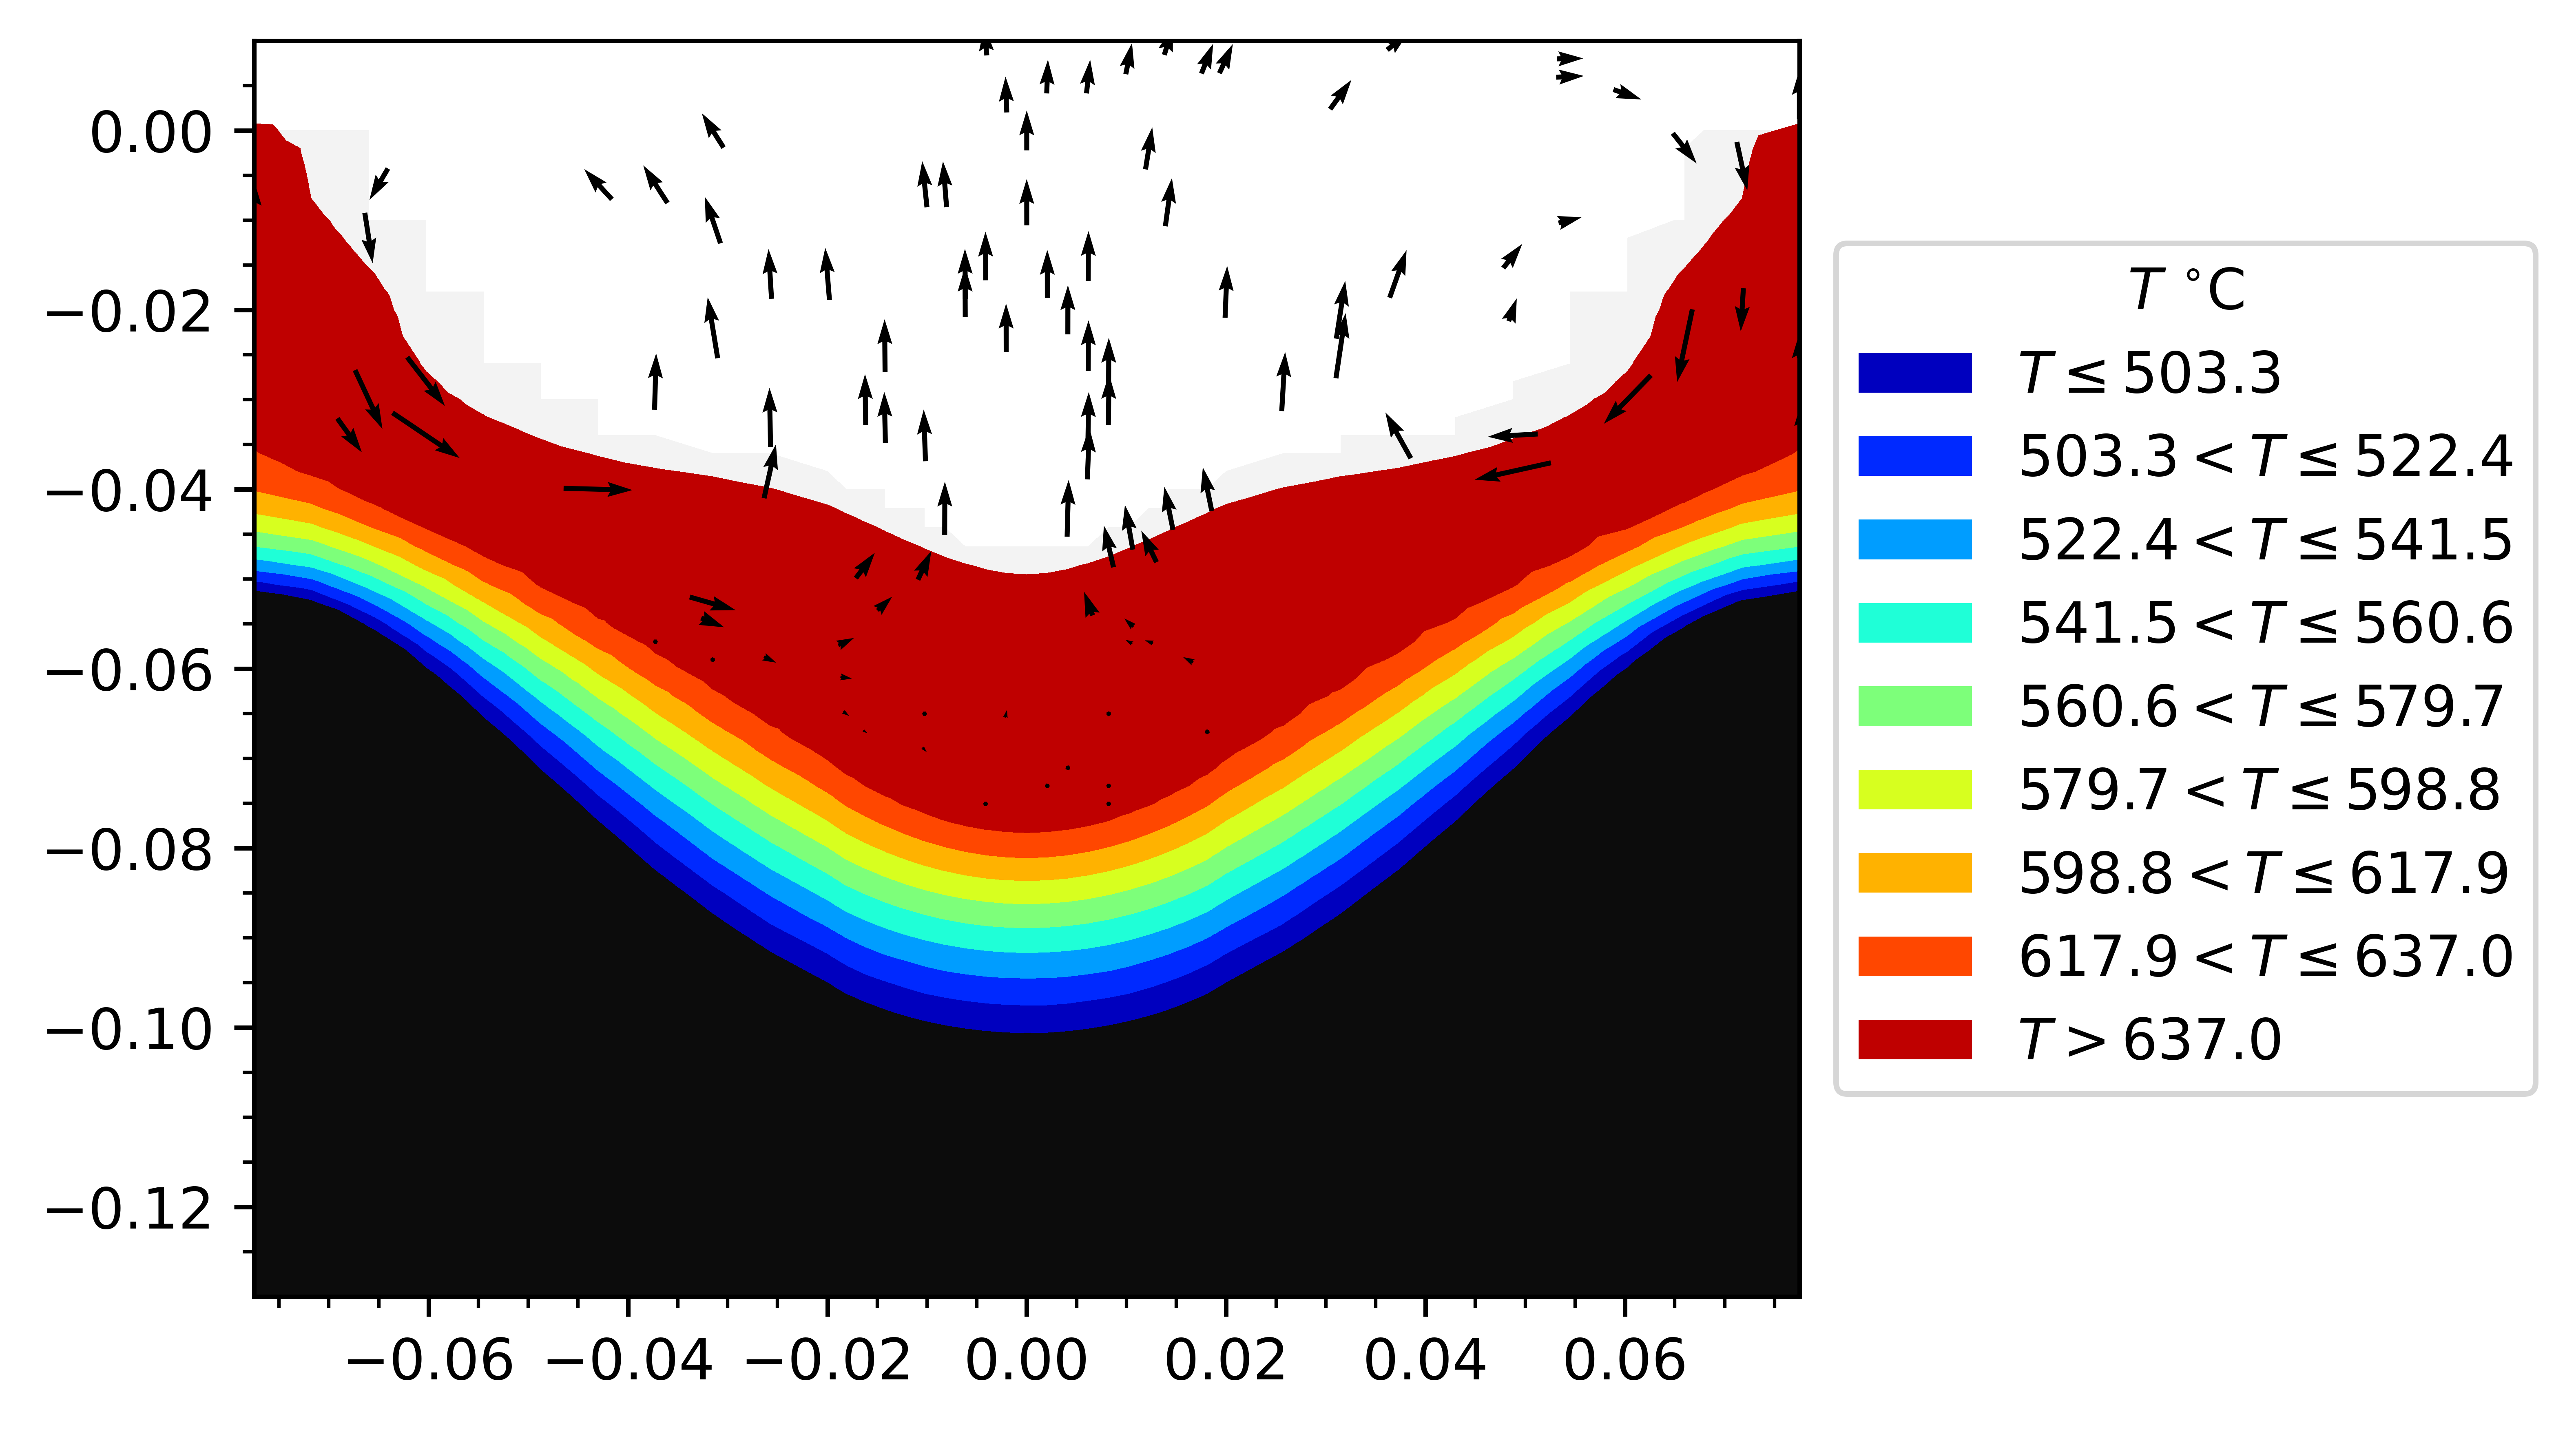 0.00
−0.02
−0.04
−0.06
−0.08
−0.10
−0.12
−0.06 −0.04 −0.02 0.00 0.02 0.04 0.06
T °C
T ≤ 503.3
503.3 < T ≤ 522.4
522.4 < T ≤ 541.5
541.5 < T ≤ 560.6
560.6 < T ≤ 579.7
579.7 < T ≤ 598.8
598.8 < T ≤ 617.9
617.9 < T ≤ 637.0
T > 637.0